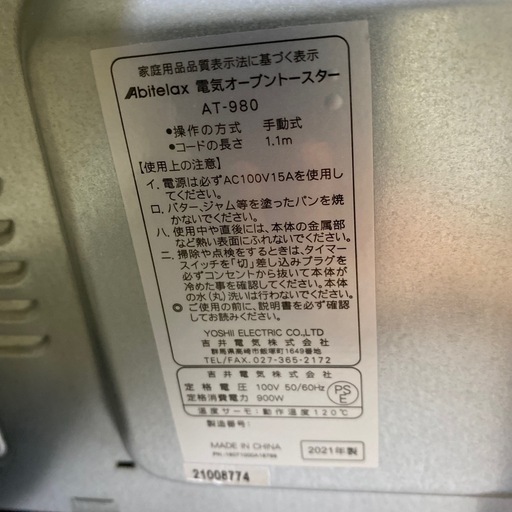 家庭用品品質表示法に基づく表示
Abitelax 電気オーブントースター
AT-980
•操作の方式 手動式
•コードの長さ 1.1m
【使用上の注意】
イ.電源は必ずAC100V15Aを使用し
てください。
ロ.バター、ジャム等を塗ったパンを焼
かないでください。
ハ.使用中や直後には、本体の金属部
など熱い表面にふれないでください。
ニ.掃除や点検をするときは、タイマー
スイッチを「切」差し込みプラグを
必ずコンセントから抜いて本体が
冷めた事を確認してください。本体
の水(丸)洗いは行わないでください。
◎ご使用の前に、説明書を必ず確認
してお読みください。
YOSHII ELECTRIC CO.,LTD
吉井電気株式会社
群馬県高崎市飯塚町1649番地
TEL/FAX.027-365-2172
吉井電気株式会社
定格電圧 100V 50/60Hz
定格消費電力 900W
PSE
温度サーモ:動作温度120℃
製造番号:
MADE IN CHINA
2021年製
21008774